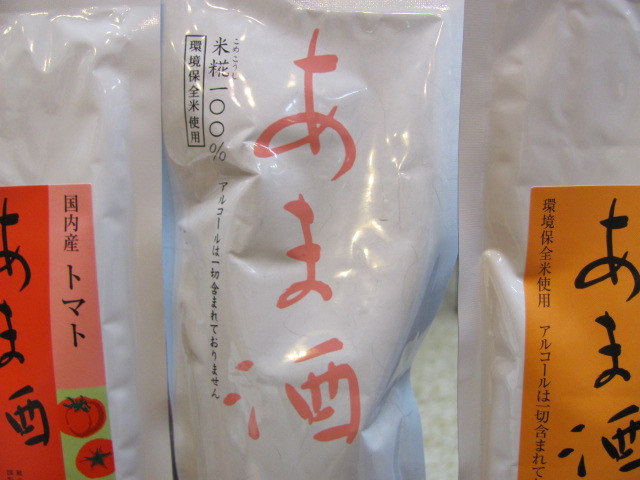 あま酒
国内産 トマト
こめこうじ
米糀一〇〇%
環境保全米使用
アルコールは一切含まれておりません
あま酒
あま酒
環境保全米使用 アルコールは一切含まれて